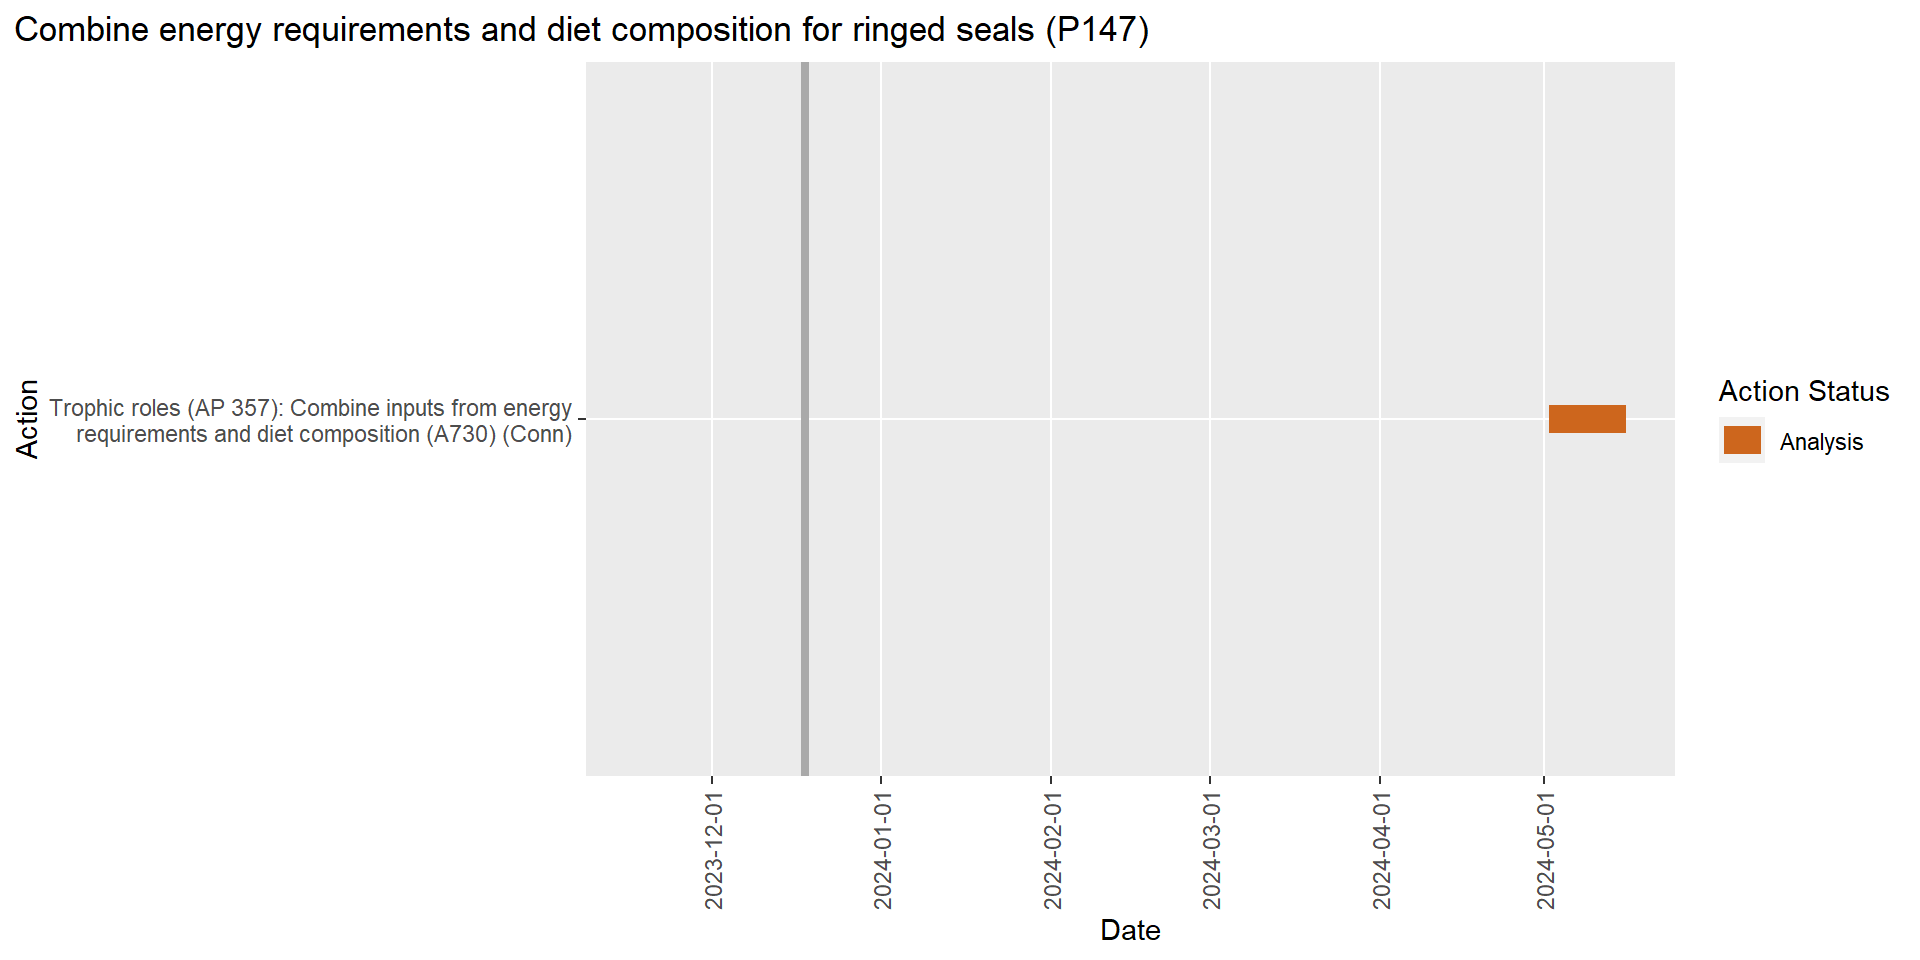 Combine energy requirements and diet composition for ringed seals (P147)
Action
Trophic roles (AP 357): Combine inputs from energy
requirements and diet composition (A730) (Conn)
Action Status
Analysis
2023-12-01
2024-01-01
2024-02-01
2024-03-01
2024-04-01
2024-05-01
Date